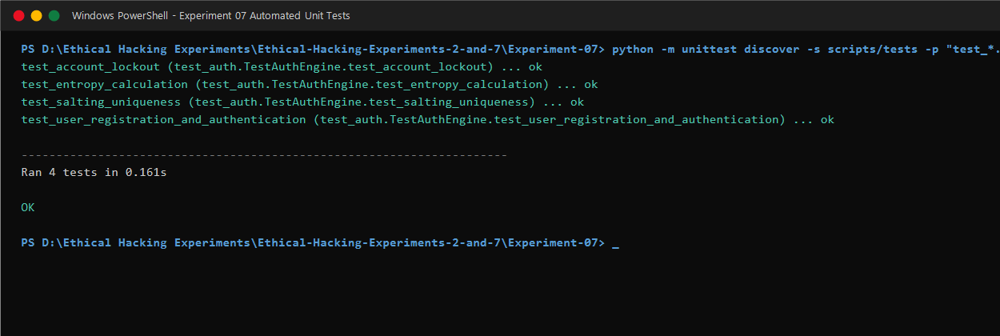 Windows PowerShell - Experiment 07 Automated Unit Tests
PS D:\Ethical Hacking Experiments\Ethical-Hacking-Experiments-2-and-7\Experiment-07> python -m unittest discover -s scripts/tests -p "test_*.
test_account_lockout (test_auth.TestAuthEngine.test_account_lockout) ... ok
test_entropy_calculation (test_auth.TestAuthEngine.test_entropy_calculation) ... ok
test_salting_uniqueness (test_auth.TestAuthEngine.test_salting_uniqueness) ... ok
test_user_registration_and_authentication (test_auth.TestAuthEngine.test_user_registration_and_authentication) ... ok
----------------------------------------------------------------------
Ran 4 tests in 0.161s
OK
PS D:\Ethical Hacking Experiments\Ethical-Hacking-Experiments-2-and-7\Experiment-07> _